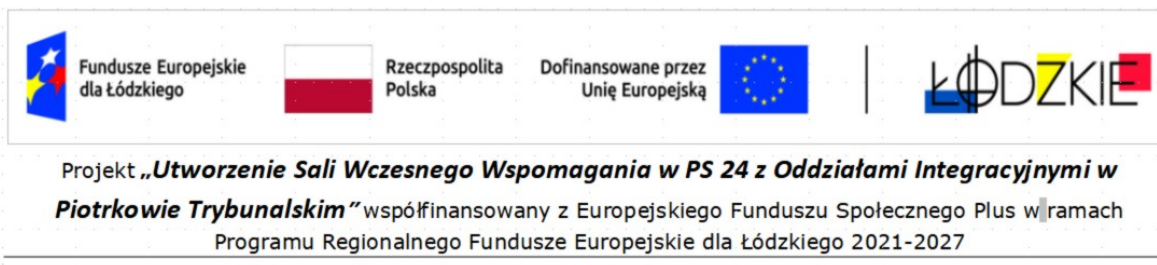 Fundusze Europejskie
dla Łódzkiego
Rzeczpospolita
Polska
Dofinansowane przez
Unię Europejską
ŁÓDZKIE
Projekt „Utworzenie Sali Wczesnego Wspomagania w PS 24 z Oddziałami Integracyjnymi w
Piotrkowie Trybunalskim” współfinansowany z Europejskiego Funduszu Społecznego Plus w ramach
Programu Regionalnego Fundusze Europejskie dla Łódzkiego 2021-2027